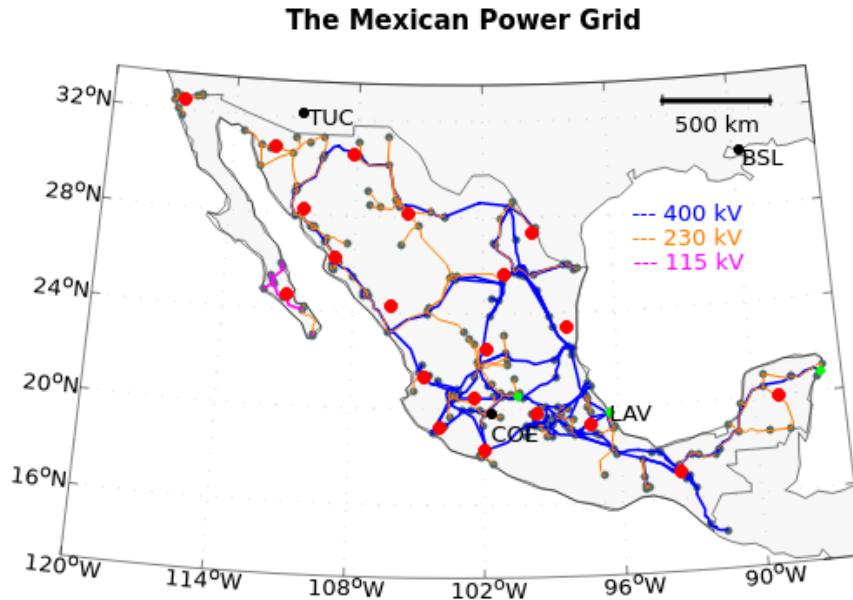 The Mexican Power Grid
32°N
TUC
500 km
BSL
28°N
--- 400 kV
--- 230 kV
--- 115 kV
24°N
20°N
LAV
COE
16°N
120°W
114°W
108°W
102°W
96°W
90°W